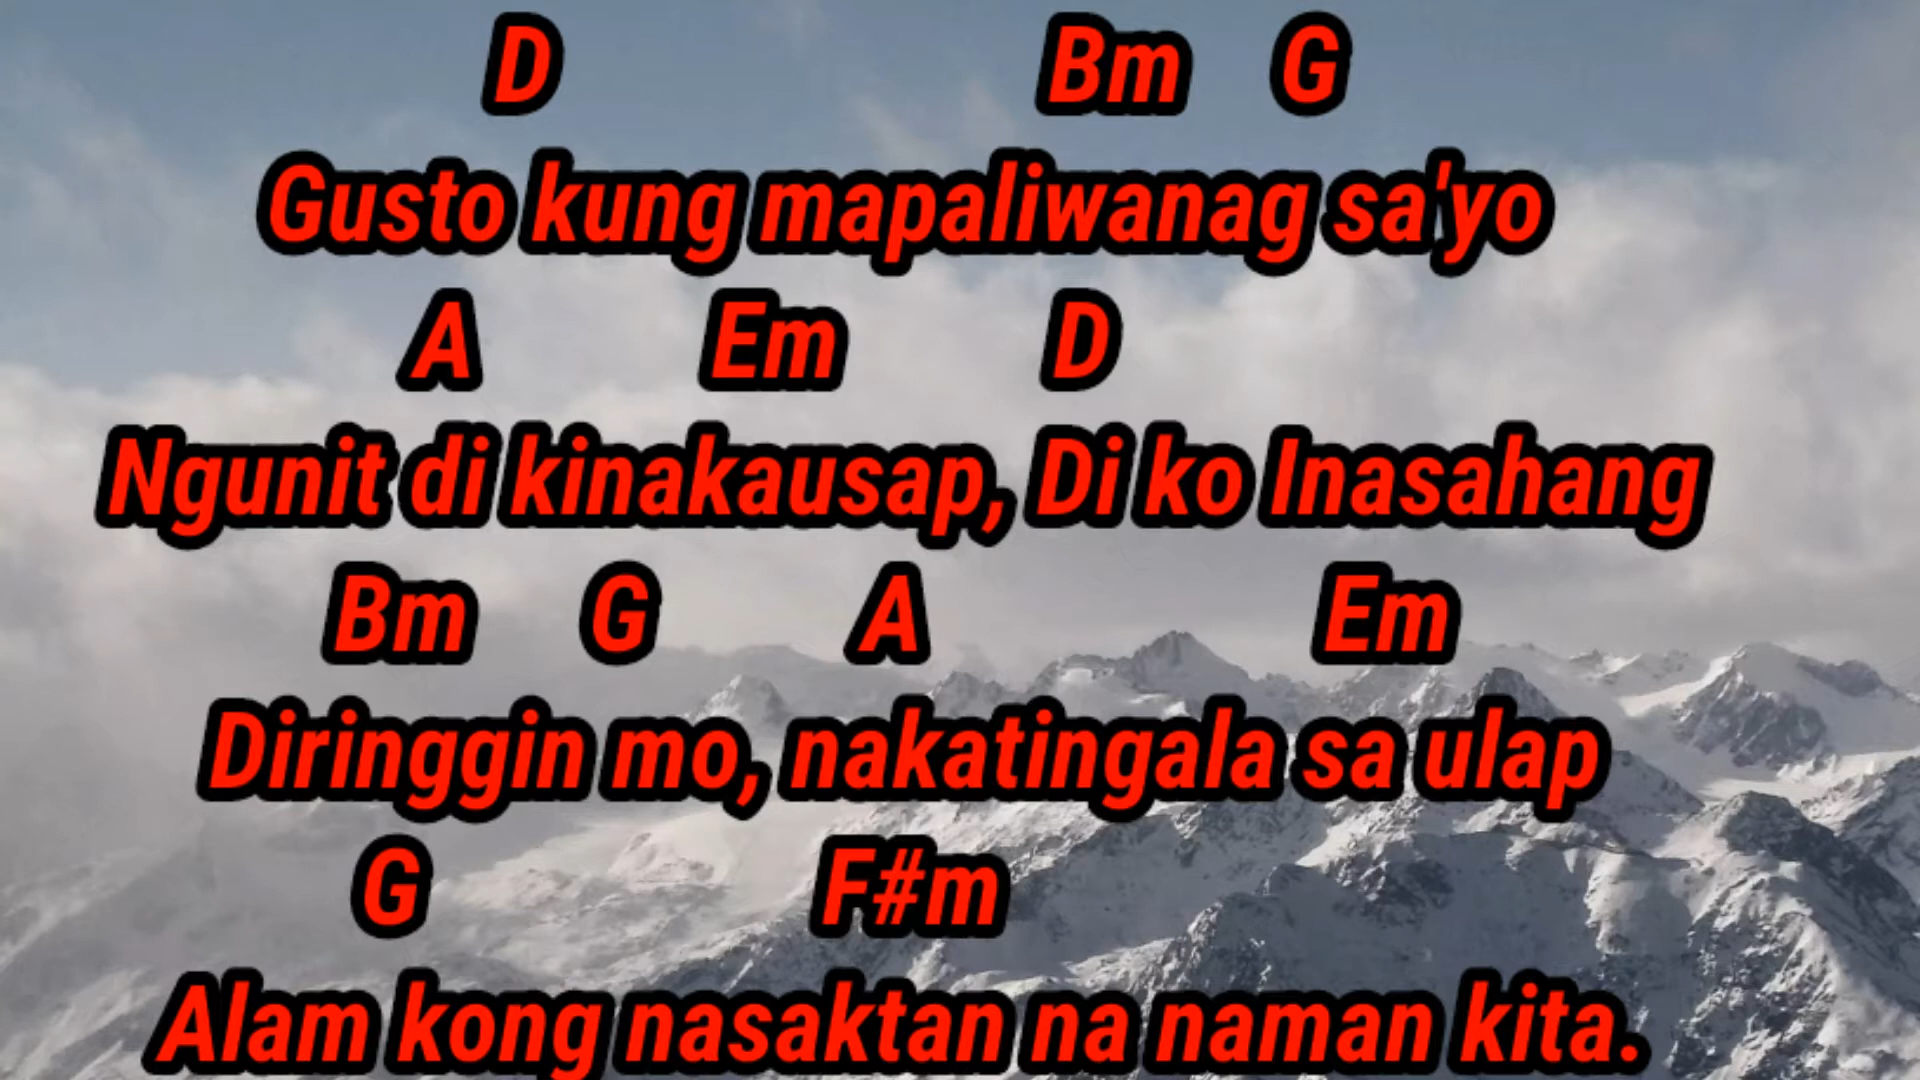 D Bm G
Gusto kung mapaliwanag sa'yo
A Em D
Ngunit di kinakausap, Di ko Inasahang
Bm G A Em
Diringgin mo, nakatingala sa ulap
G F#m
Alam kong nasaktan na naman kita.